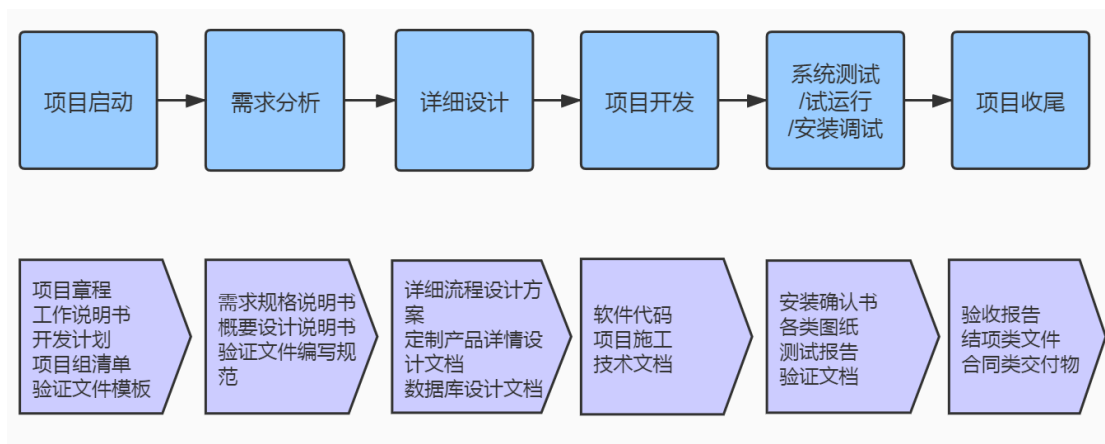 项目启动
需求分析
详细设计
项目开发
系统测试
/试运行
/安装调试
项目收尾
项目章程
工作说明书
开发计划
项目组清单
验证文件模板
需求规格说明书
概要设计说明书
验证文件编写规
范
详细流程设计方
案
定制产品详情设
计文档
数据库设计文档
软件代码
项目施工
技术文档
安装确认书
各类图纸
测试报告
验证文档
验收报告
结项类文件
合同类交付物